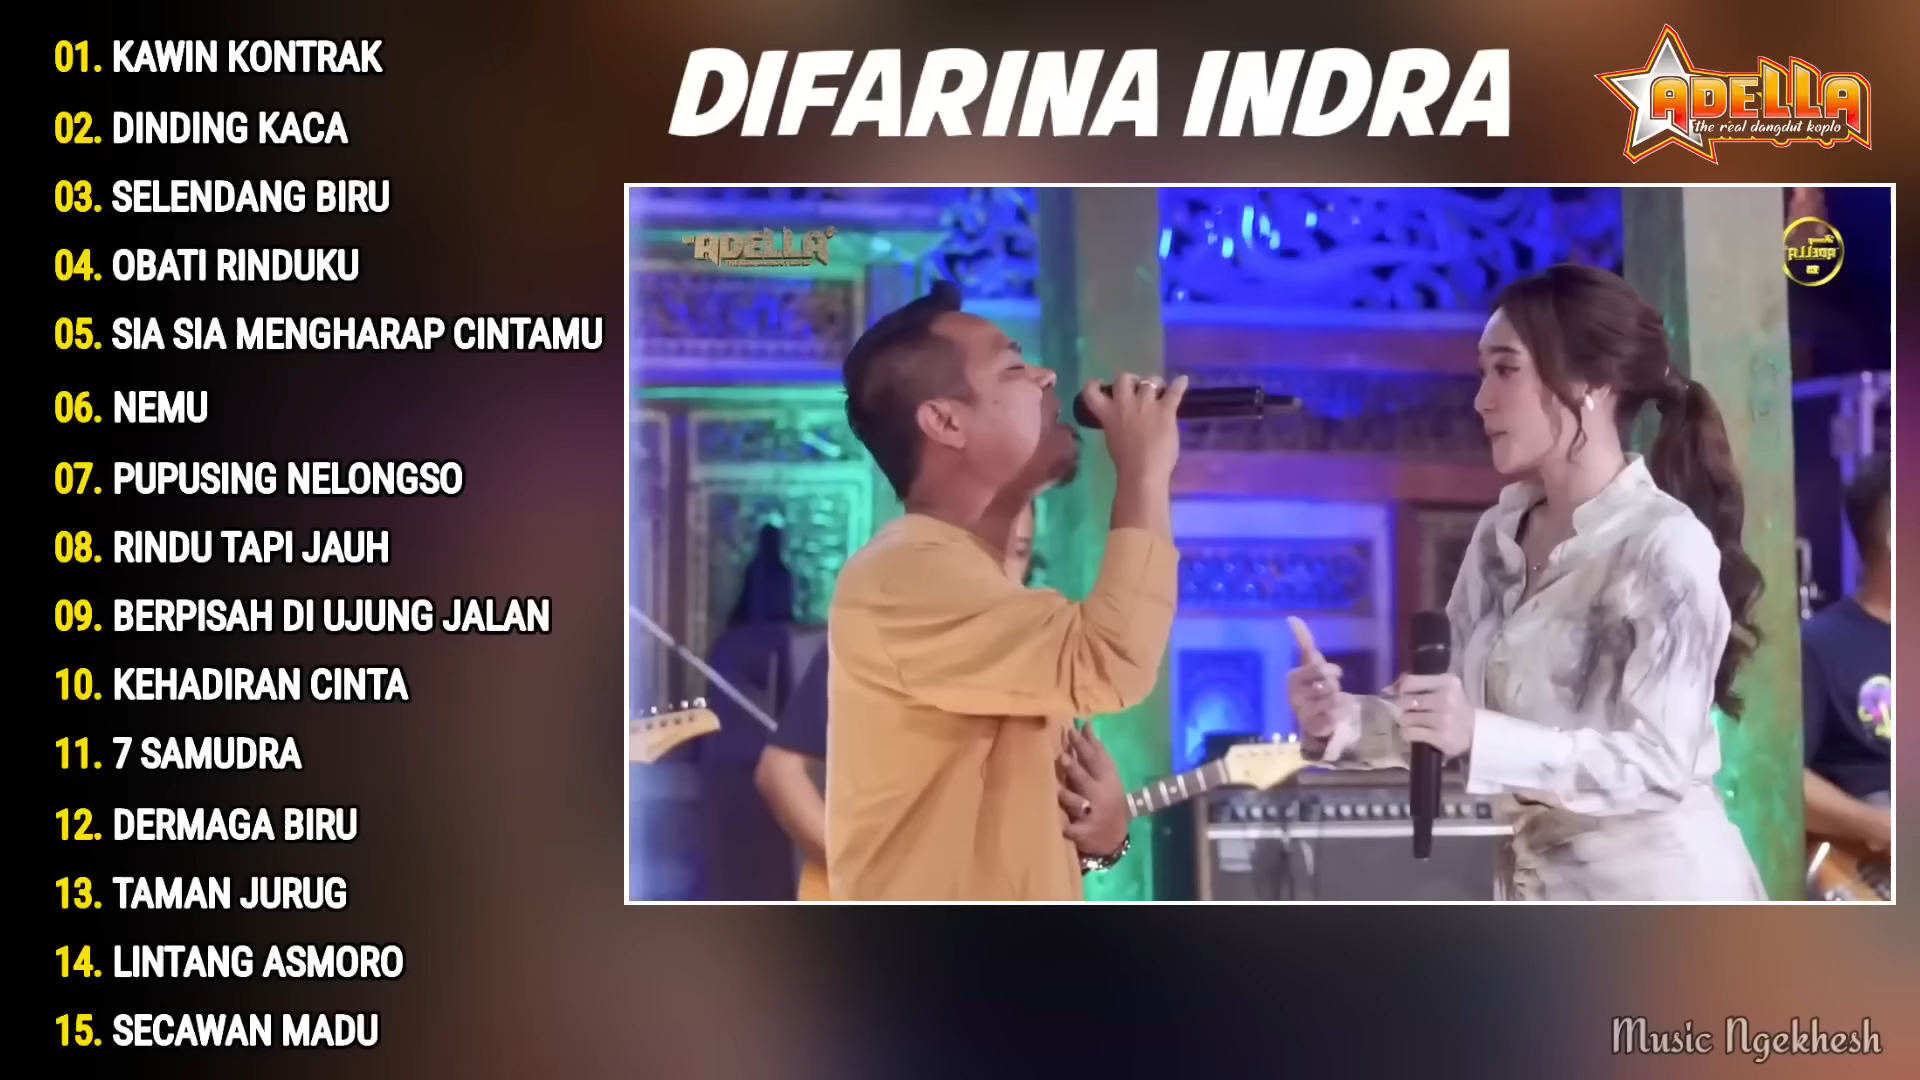 01. KAWIN KONTRAK
02. DINDING KACA
03. SELENDANG BIRU
04. OBATI RINDUKU
05. SIA SIA MENGHARAP CINTAMU
06. NEMU
07. PUPUSING NELONGSO
08. RINDU TAPI JAUH
09. BERPISAH DI UJUNG JALAN
10. KEHADIRAN CINTA
11. 7 SAMUDRA
12. DERMAGA BIRU
13. TAMAN JURUG
14. LINTANG ASMORO
15. SECAWAN MADU
DIFARINA INDRA
ADELLA
the real dangdut koplo
ADELLA
ADELLA
Music Ngekhesh